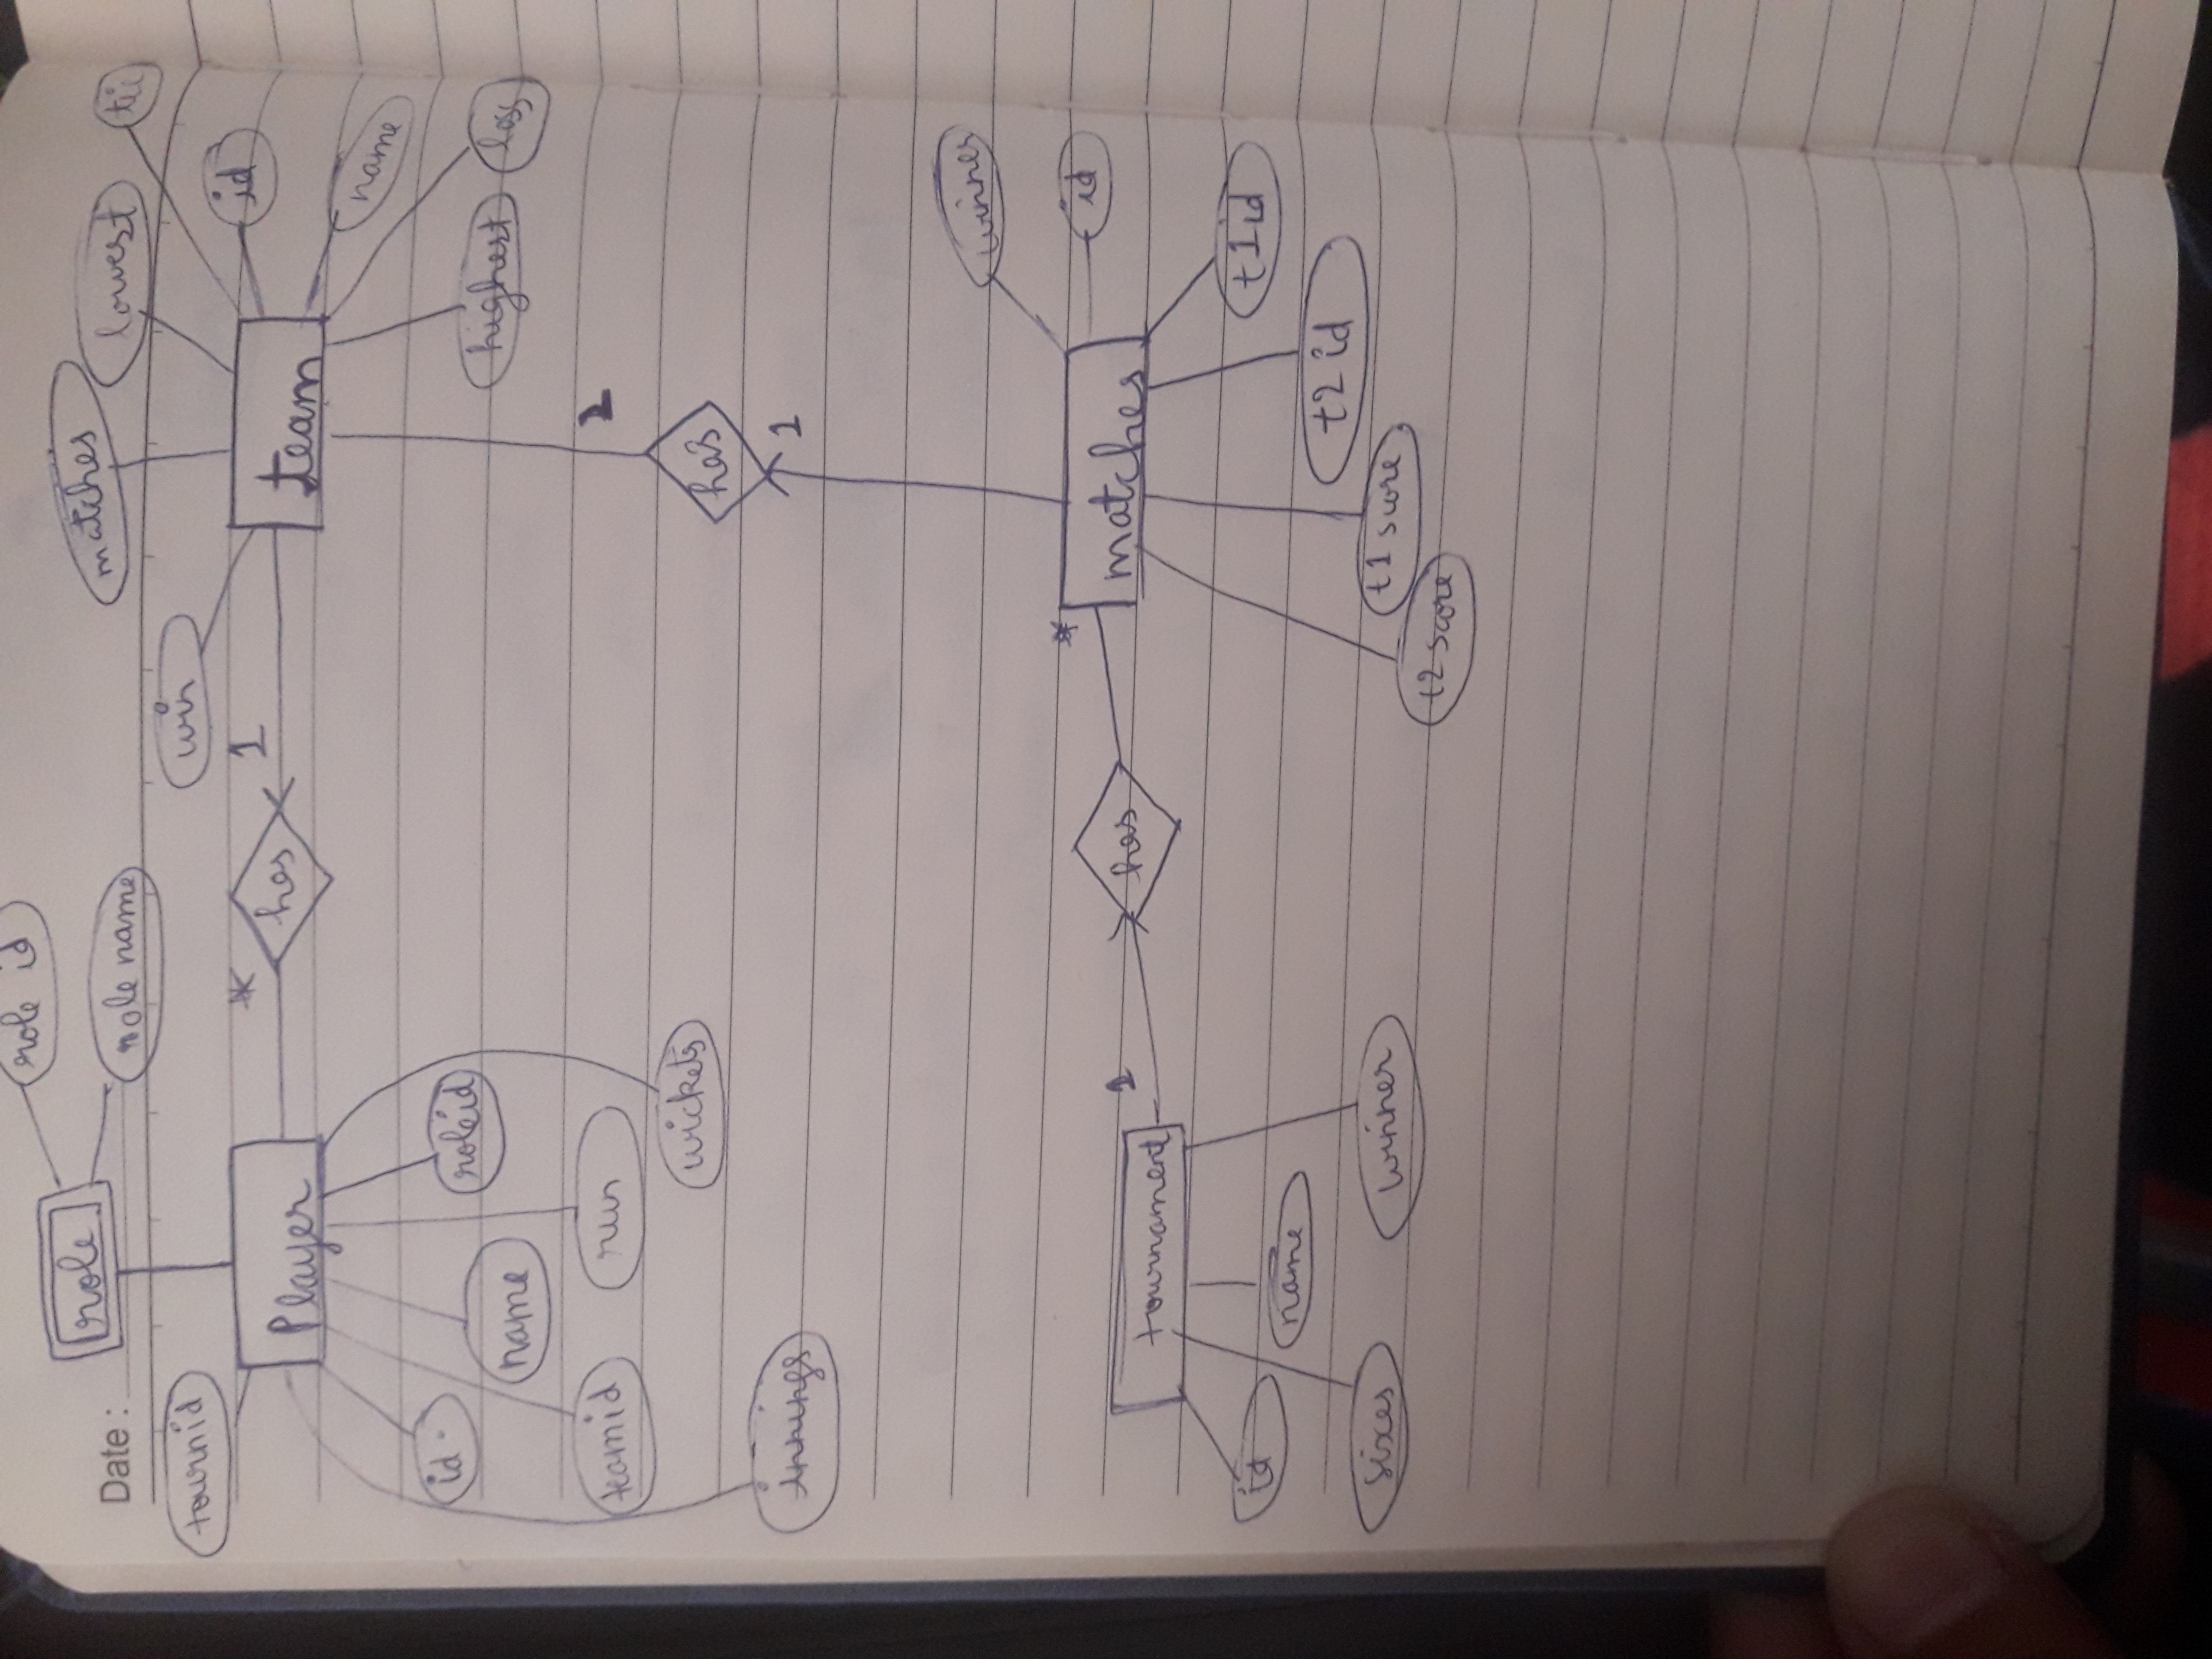 role id
role
matches
Date :
role name
lowest
tournid
win
id
*
1
Player
has
team
name
id
roleid
name
highest
loss
teamid
run
2
wickets
has
1
innings
winner
*
id
1
has
matches
tournament
id
name
t1 id
t2 id
sixes
winner
t1 score
t2 score